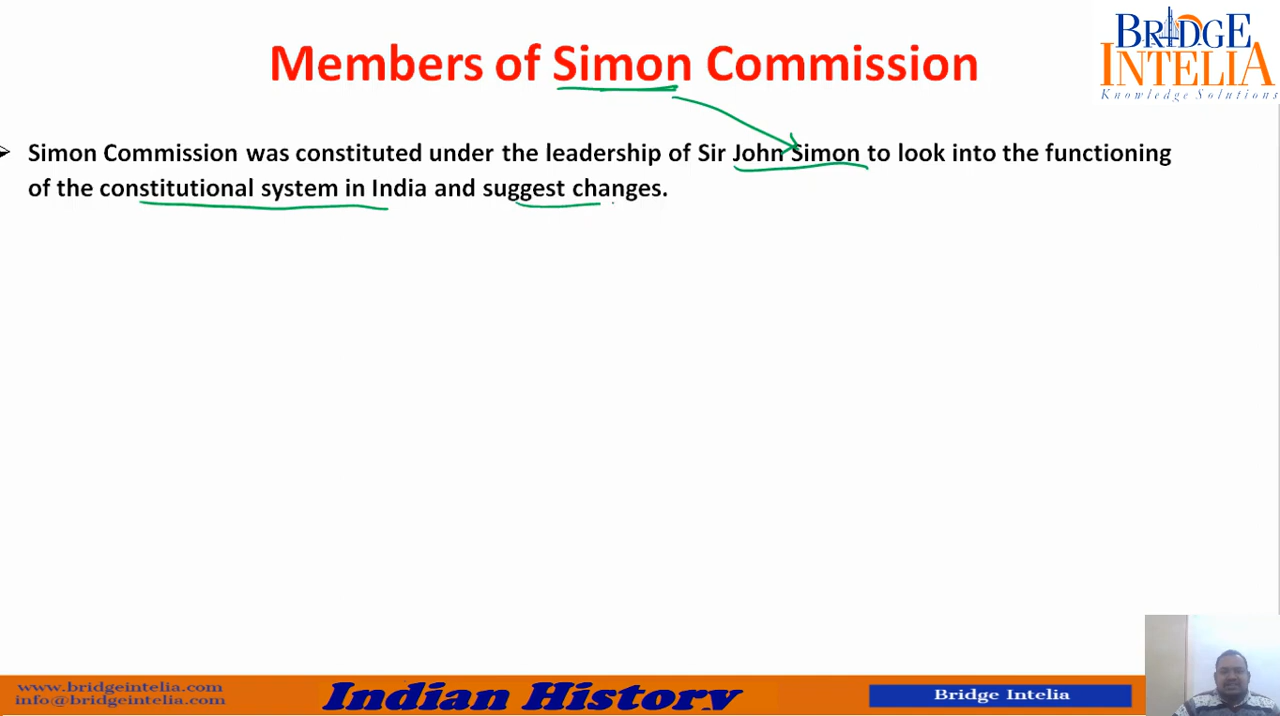 Members of Simon Commission
BRIDGE
INTELIA
Knowledge Solutions
Simon Commission was constituted under the leadership of Sir John Simon to look into the functioning
of the constitutional system in India and suggest changes.
www.bridgeintelia.com
info@bridgeintelia.com
Indian History
Bridge Intelia